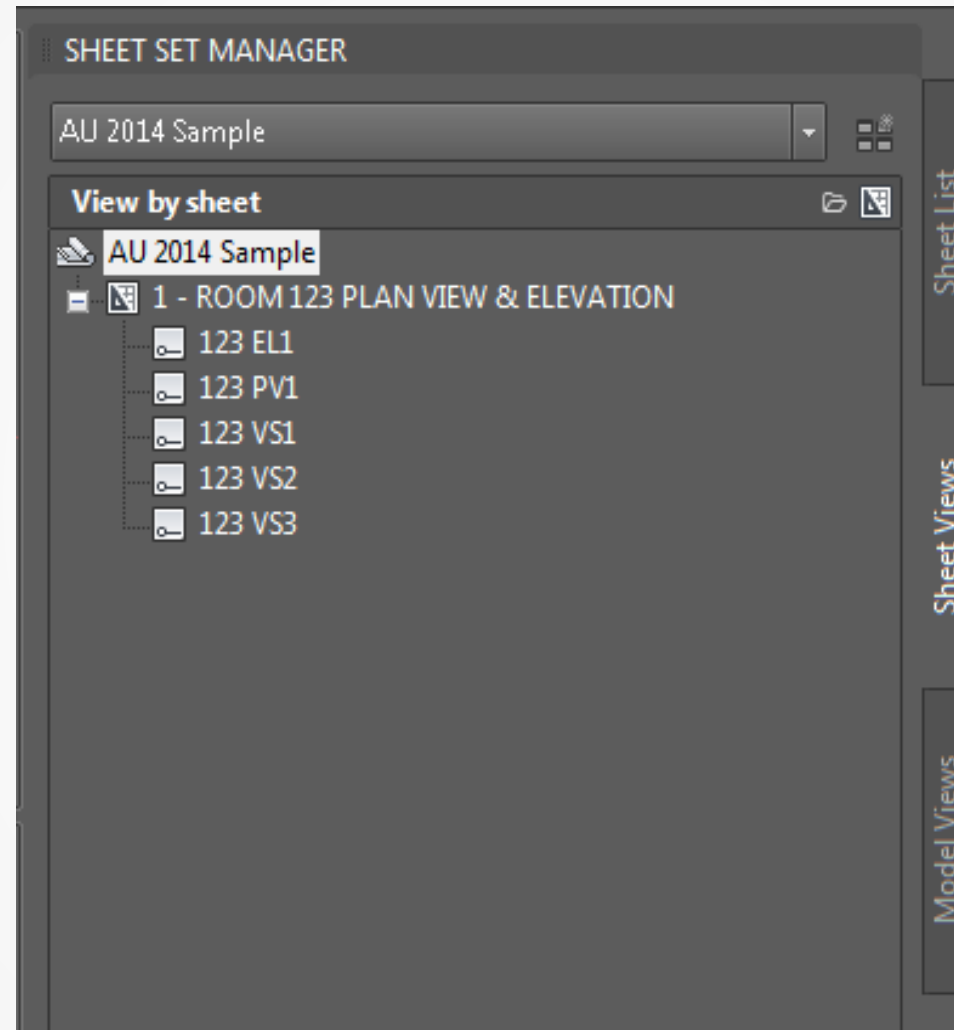 SHEET SET MANAGER
AU 2014 Sample
View by sheet
AU 2014 Sample
1 - ROOM 123 PLAN VIEW & ELEVATION
123 EL1
123 PV1
123 VS1
123 VS2
123 VS3
Sheet List
Sheet Views
Model Views